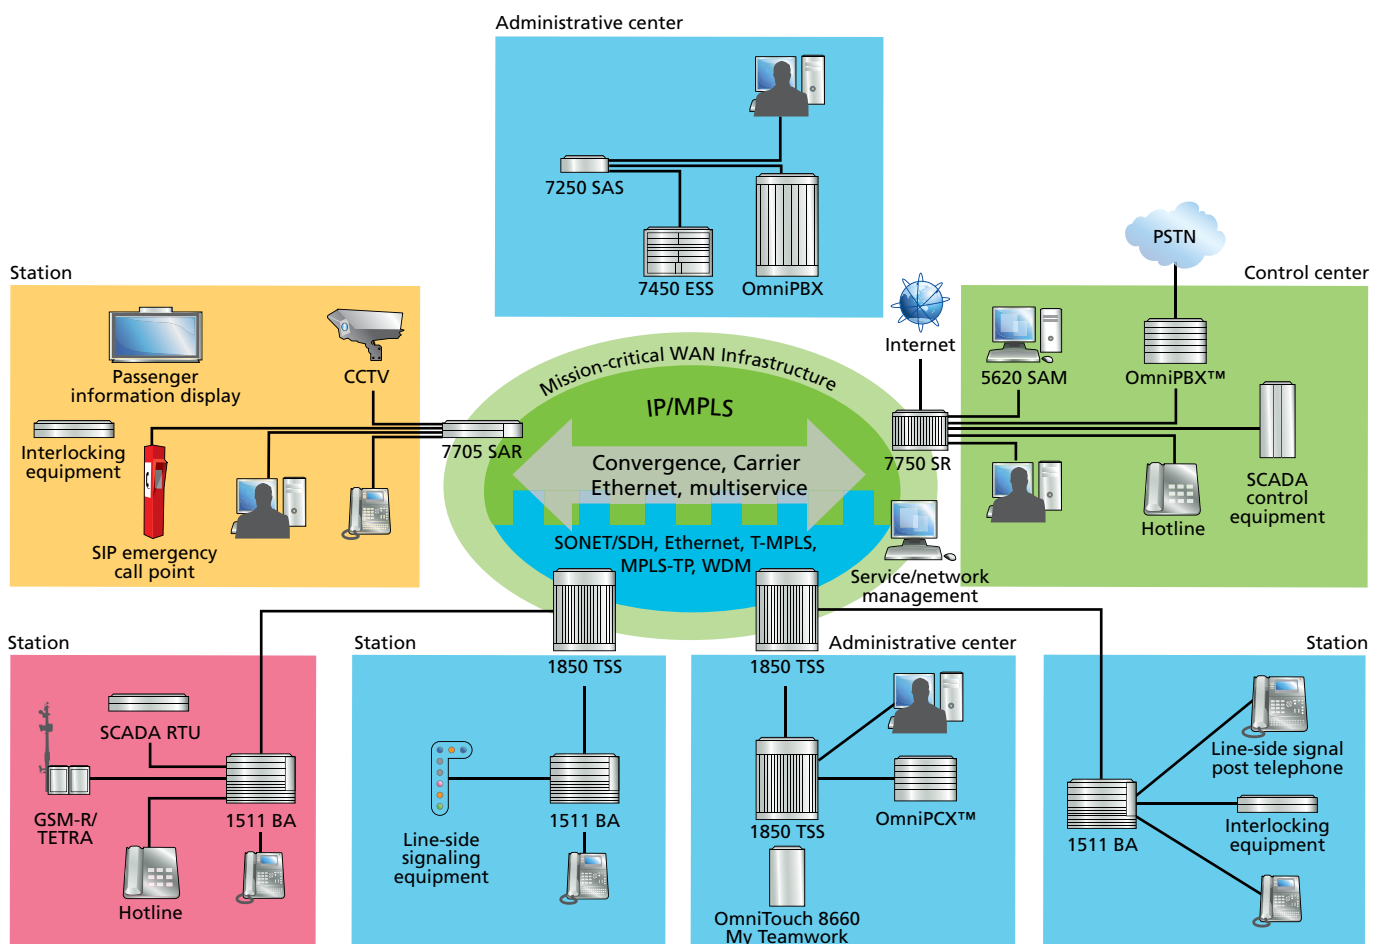 Administrative center
7250 SAS
7450 ESS
OmniPBX
Station
Passenger
information display
CCTV
Interlocking
equipment
SIP emergency
call point
7705 SAR
Mission-critical WAN Infrastructure
IP/MPLS
Convergence, Carrier
Ethernet, multiservice
SONET/SDH, Ethernet, T-MPLS,
MPLS-TP, WDM
Internet
7750 SR
Service/network
management
PSTN
Control center
5620 SAM
OmniPBX™
Hotline
SCADA
control
equipment
Station
SCADA RTU
GSM-R/
TETRA
1511 BA
Hotline
Station
1850 TSS
Line-side
signaling
equipment
1511 BA
1850 TSS
Administrative center
1850 TSS
OmniPCX™
OmniTouch 8660
My Teamwork
Station
1511 BA
Line-side signal
post telephone
Interlocking
equipment